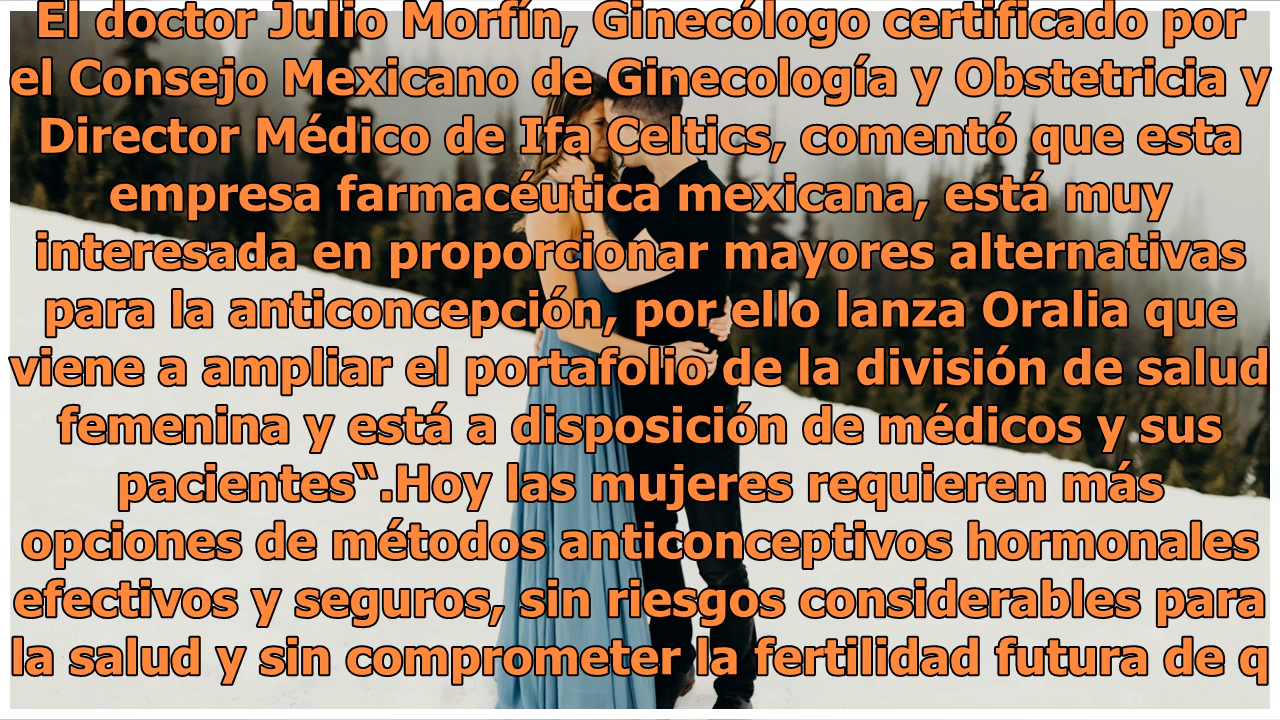 El doctor Julio Morfín, Ginecólogo certificado por
el Consejo Mexicano de Ginecología y Obstetricia y
Director Médico de Ifa Celtics, comentó que esta
empresa farmacéutica mexicana, está muy
interesada en proporcionar mayores alternativas
para la anticoncepción, por ello lanza Oralia que
viene a ampliar el portafolio de la división de salud
femenina y está a disposición de médicos y sus
pacientes“.Hoy las mujeres requieren más
opciones de métodos anticonceptivos hormonales
efectivos y seguros, sin riesgos considerables para
la salud y sin comprometer la fertilidad futura de q